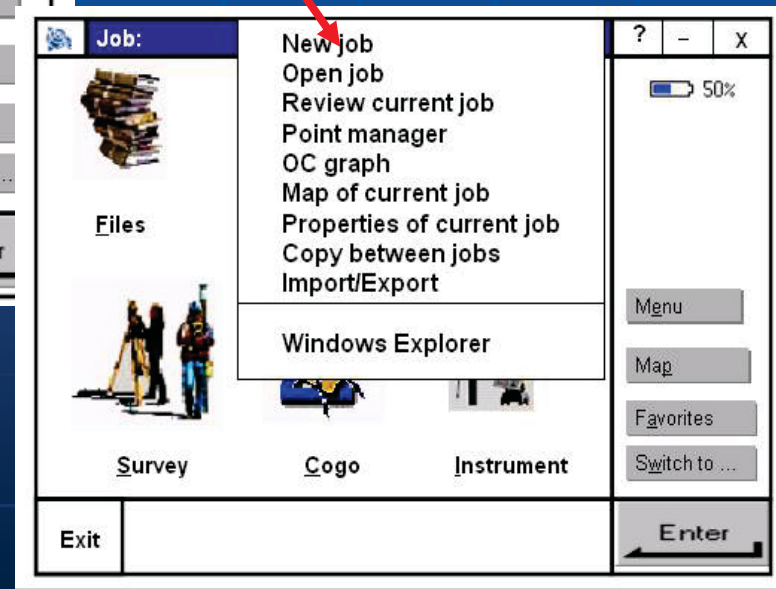 Job:
New job
Open job
Review current job
Point manager
OC graph
Map of current job
Properties of current job
Copy between jobs
Import/Export
Windows Explorer
? – X
50%
Files
Menu
Map
Favorites
Switch to ...
Survey Cogo Instrument
Exit
Enter
...
r